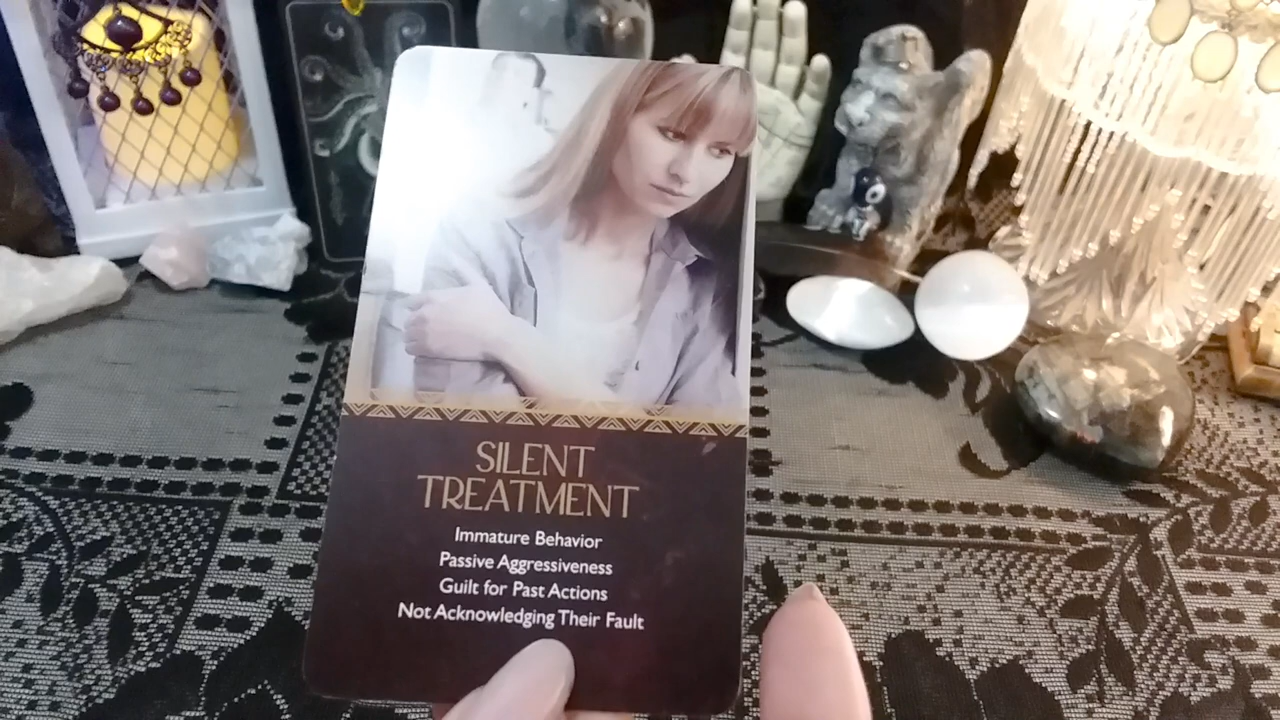 SILENT
TREATMENT
Immature Behavior
Passive Aggressiveness
Guilt for Past Actions
Not Acknowledging Their Fault